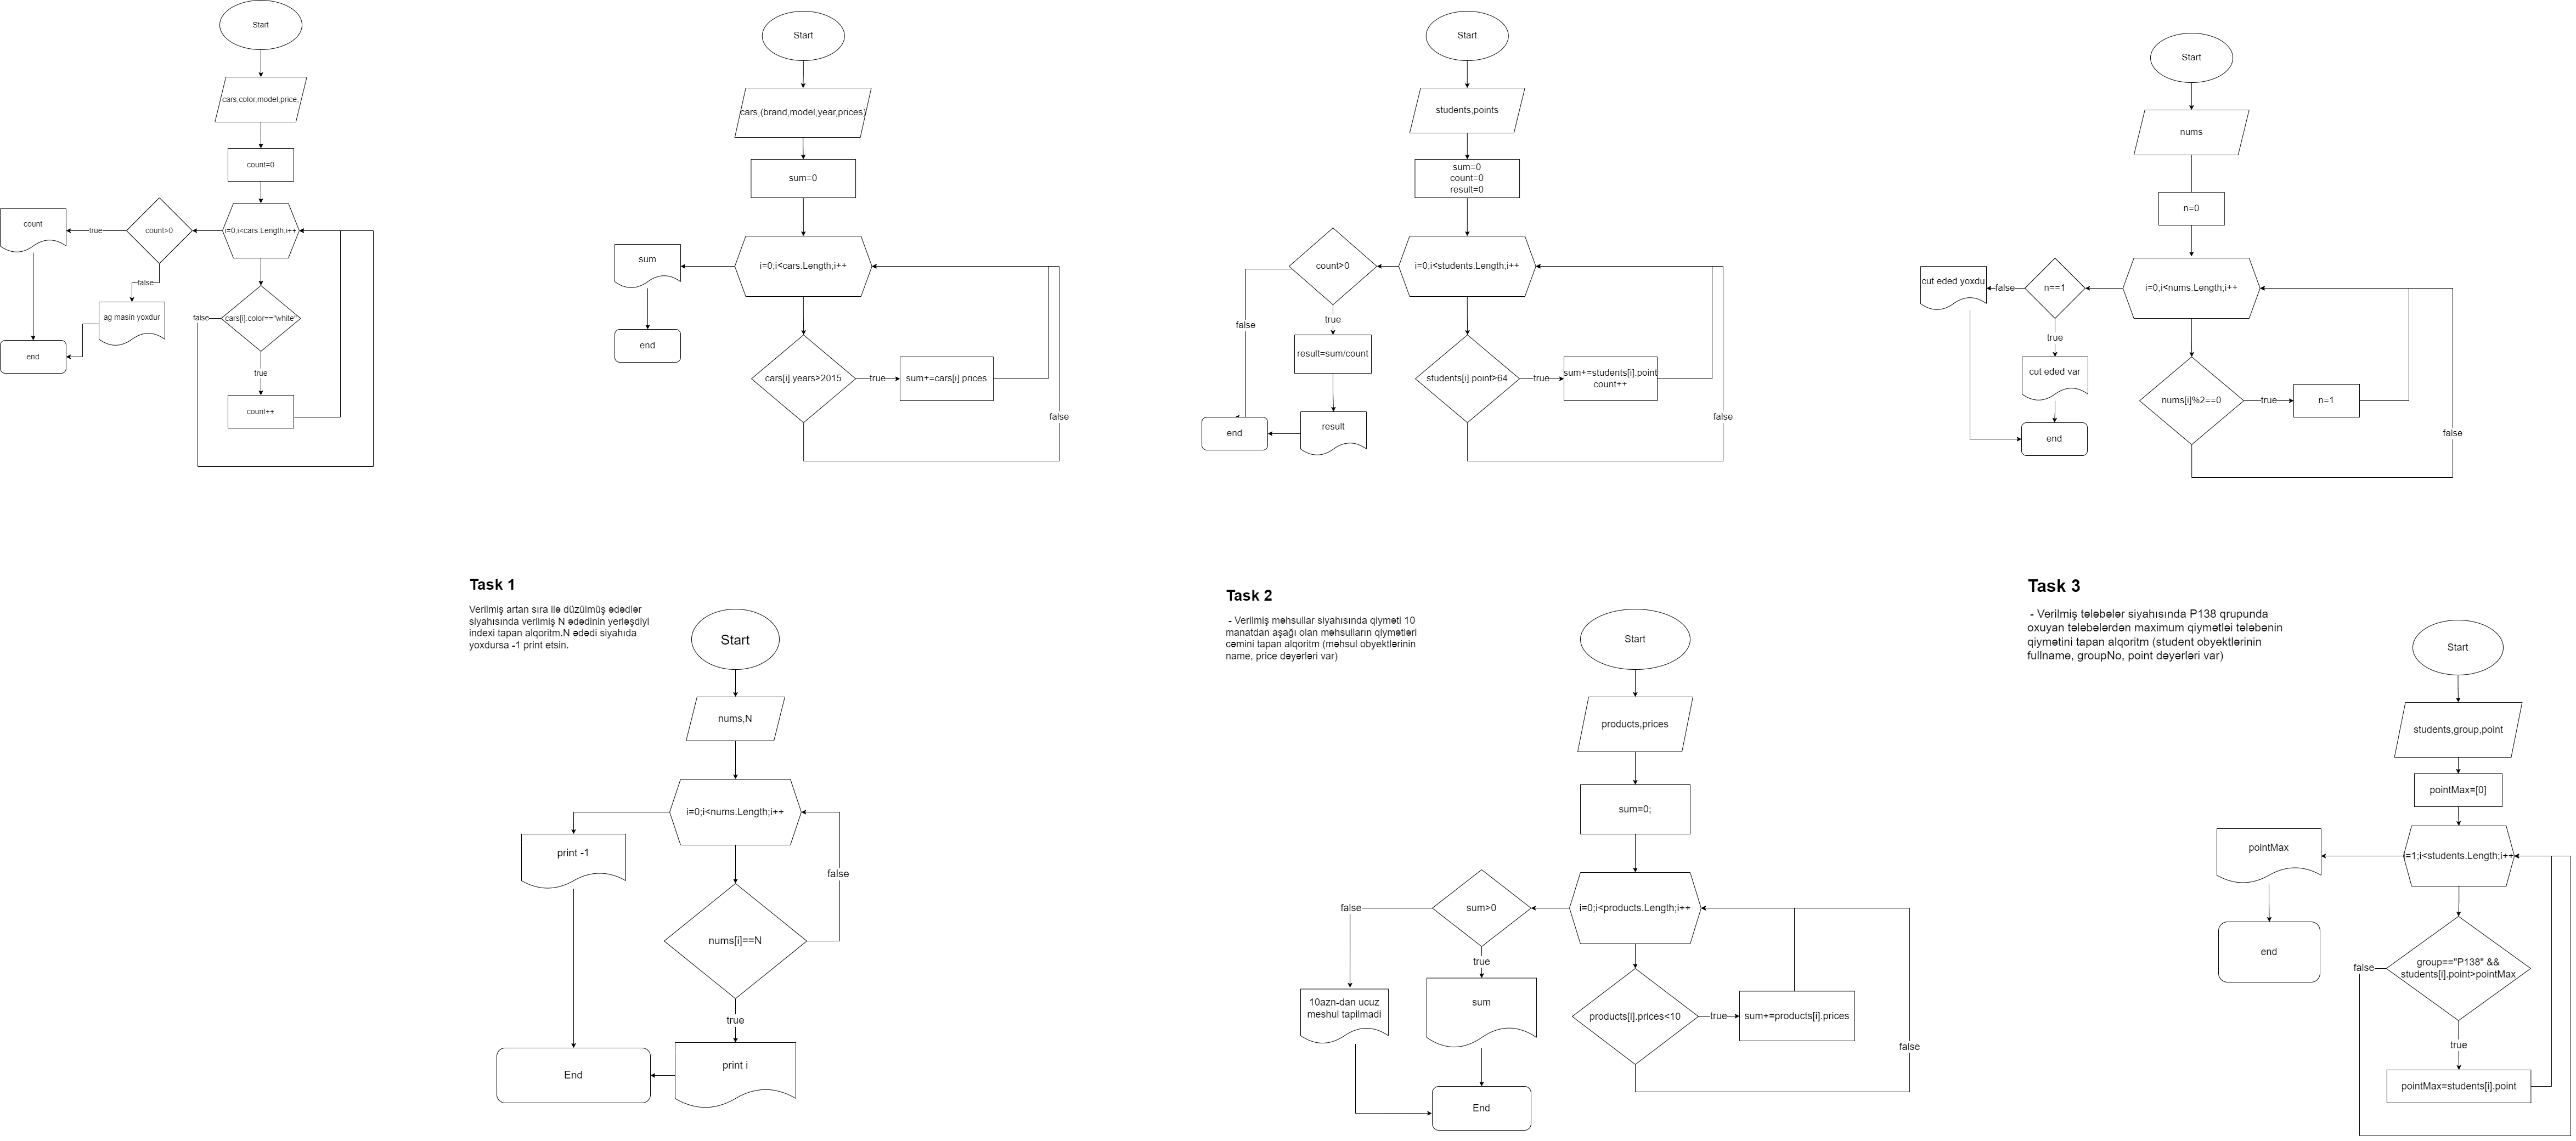 Start
cars,color,model,price,
count=0
i=0;i<cars.Length;i++
count>0
true
count
false
ag masin yoxdur
end
cars[i].color=="white"
false
true
count++
Start
cars,(brand,model,year,prices)
sum=0
i=0;i<cars.Length;i++
sum
end
cars[i].years>2015
true
sum+=cars[i].prices
false
Start
students,points
sum=0
count=0
result=0
i=0;i<students.Length;i++
count>0
false
true
result=sum/count
result
end
students[i].point>64
true
sum+=students[i].point
count++
false
Start
nums
n=0
i=0;i<nums.Length;i++
n==1
false
cut eded yoxdu
true
cut eded var
end
nums[i]%2==0
true
n=1
false
Task 1
Verilmiş artan sıra ilə düzülmüş ədədlər
siyahısında verilmiş N ədədinin yerləşdiyi
indexi tapan alqoritm.N ədədi siyahıda
yoxdursa -1 print etsin.
Start
nums,N
i=0;i<nums.Length;i++
print -1
false
nums[i]==N
true
print i
End
Task 2
- Verilmiş məhsullar siyahısında qiyməti 10
manatdan aşağı olan məhsulların qiymətləri
cəmini tapan alqoritm (məhsul obyektlərinin
name, price dəyərləri var)
Start
products,prices
sum=0;
i=0;i<products.Length;i++
sum>0
false
true
10azn-dan ucuz
meshul tapilmadi
sum
End
products[i].prices<10
true
sum+=products[i].prices
false
Task 3
- Verilmiş tələbələr siyahısında P138 qrupunda
oxuyan tələbələrdən maximum qiymətləi tələbənin
qiymətini tapan alqoritm (student obyektlərinin
fullname, groupNo, point dəyərləri var)
Start
students,group,point
pointMax=[0]
i=1;i<students.Length;i++
pointMax
end
group=="P138" &&
students[i].point>pointMax
false
true
pointMax=students[i].point